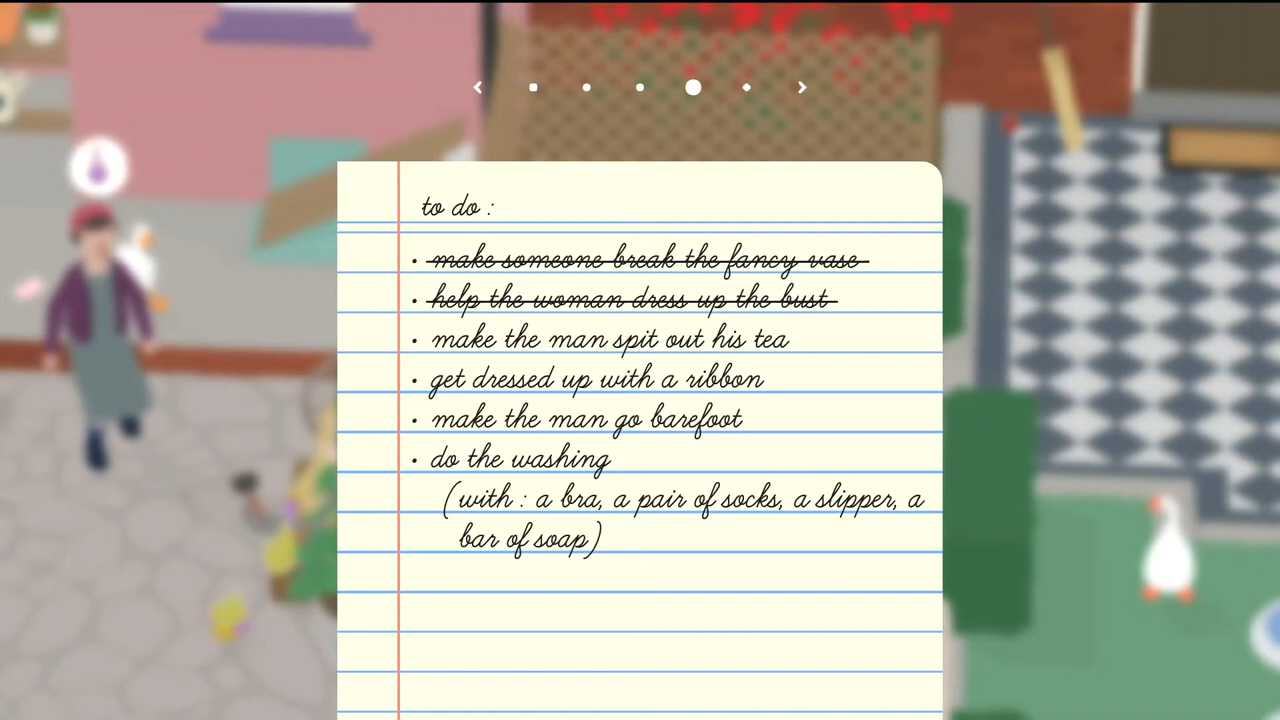 to do :
• make someone break the fancy vase
• help the woman dress up the bust
• make the man spit out his tea
• get dressed up with a ribbon
• make the man go barefoot
• do the washing
(with : a bra, a pair of socks, a slipper, a
bar of soap)